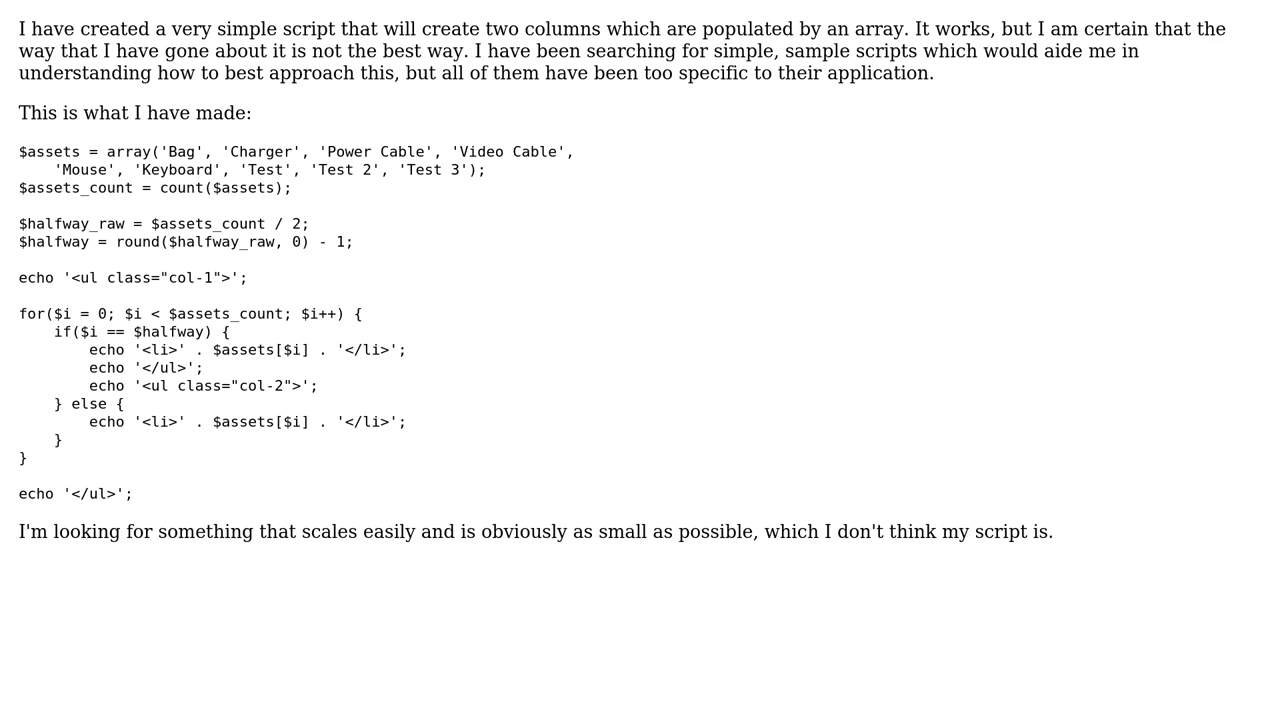 I have created a very simple script that will create two columns which are populated by an array. It works, but I am certain that the
way that I have gone about it is not the best way. I have been searching for simple, sample scripts which would aide me in
understanding how to best approach this, but all of them have been too specific to their application.

This is what I have made:

$assets = array('Bag', 'Charger', 'Power Cable', 'Video Cable',
    'Mouse', 'Keyboard', 'Test', 'Test 2', 'Test 3');
$assets_count = count($assets);

$halfway_raw = $assets_count / 2;
$halfway = round($halfway_raw, 0) - 1;

echo '<ul class="col-1">';

for($i = 0; $i < $assets_count; $i++) {
    if($i == $halfway) {
        echo '<li>' . $assets[$i] . '</li>';
        echo '</ul>';
        echo '<ul class="col-2">';
    } else {
        echo '<li>' . $assets[$i] . '</li>';
    }
}

echo '</ul>';

I'm looking for something that scales easily and is obviously as small as possible, which I don't think my script is.